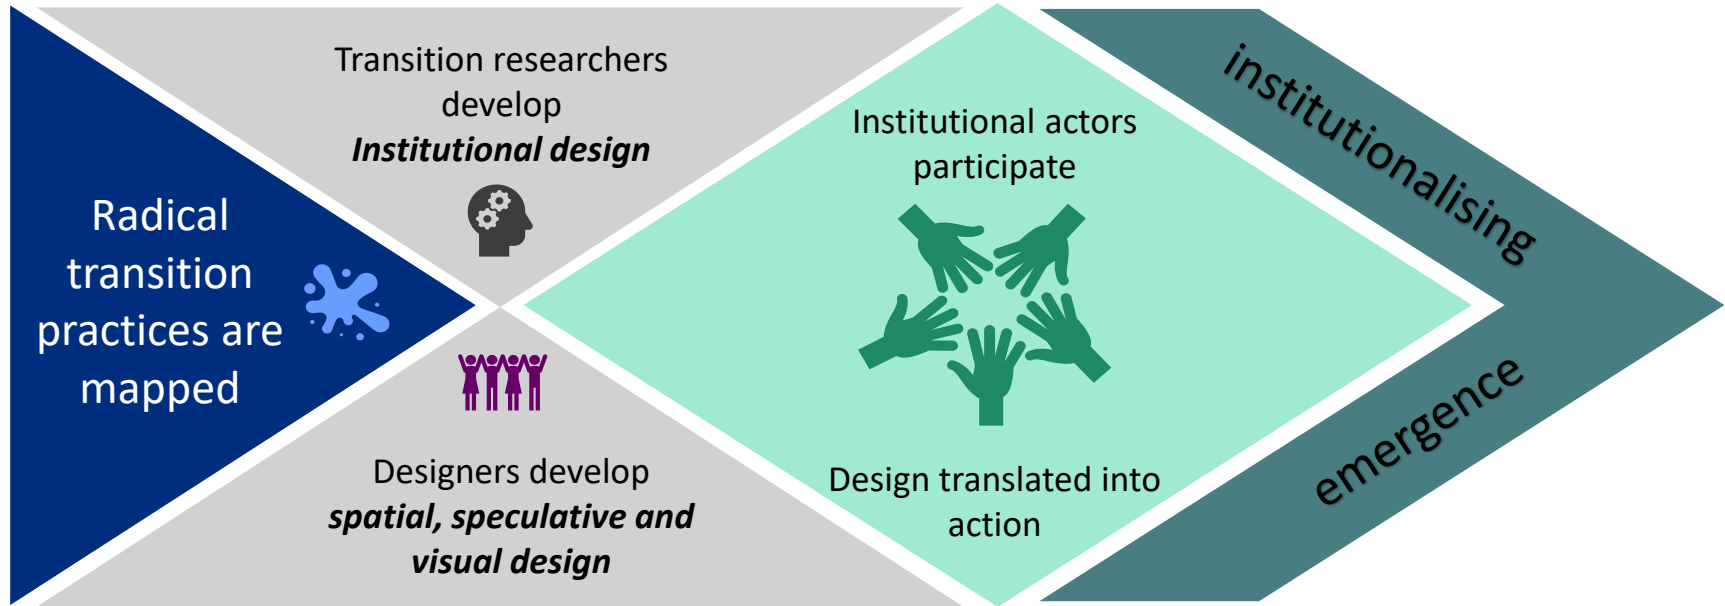 Radical
transition
practices are
mapped
Transition researchers
develop
Institutional design
Designers develop
spatial, speculative and
visual design
Institutional actors
participate
Design translated into
action
institutionalising
emergence